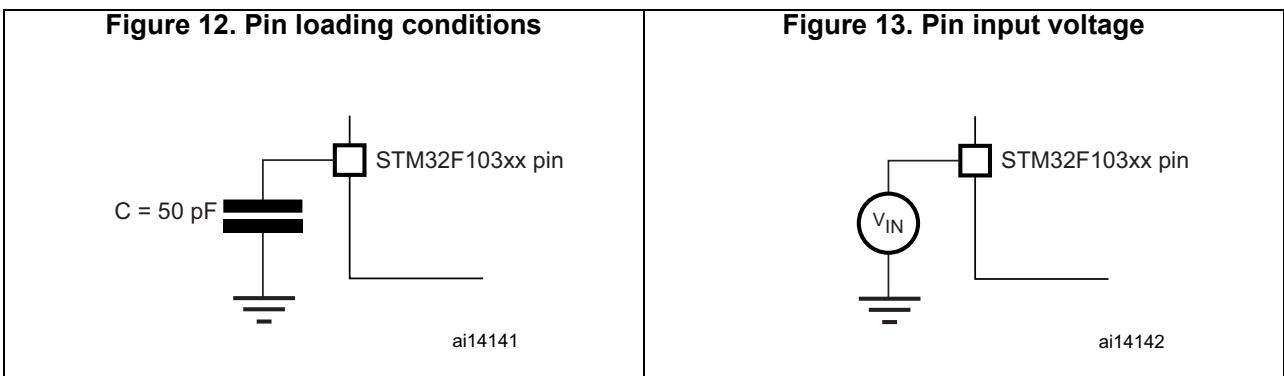 Figure 12. Pin loading conditions
STM32F103xx pin
C = 50 pF
ai14141
Figure 13. Pin input voltage
STM32F103xx pin
VIN
ai14142